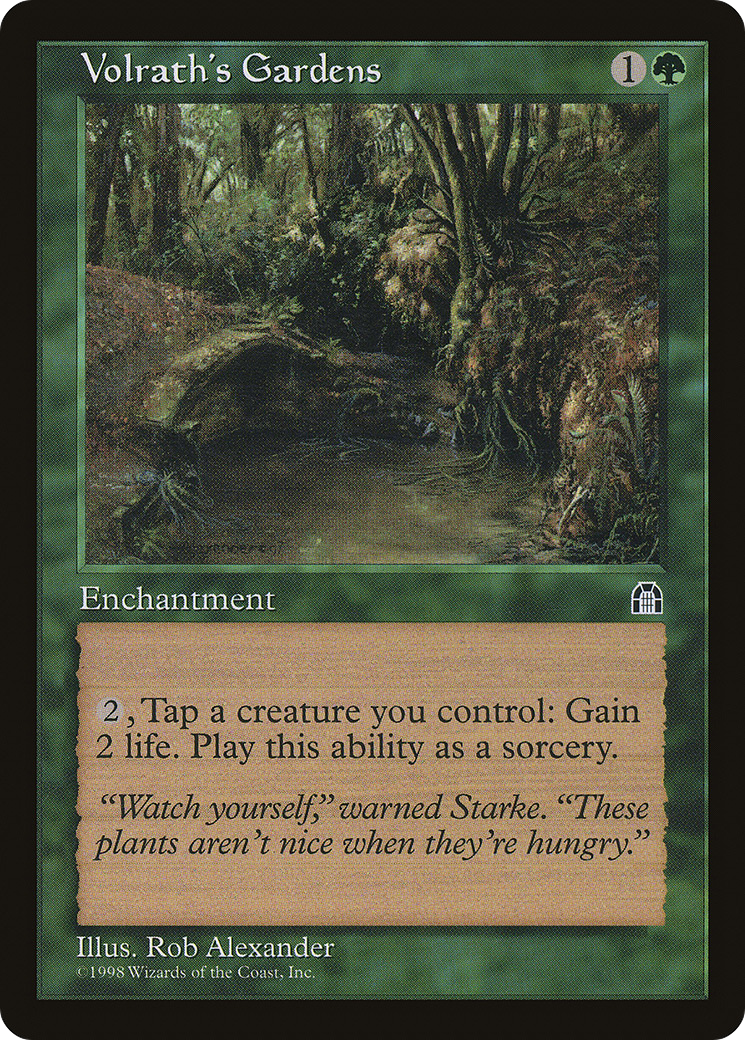 Volrath's Gardens 1
Enchantment
2, Tap a creature you control: Gain
2 life. Play this ability as a sorcery.
"Watch yourself," warned Starke. "These
plants aren't nice when they're hungry."
Illus. Rob Alexander
©1998 Wizards of the Coast, Inc.